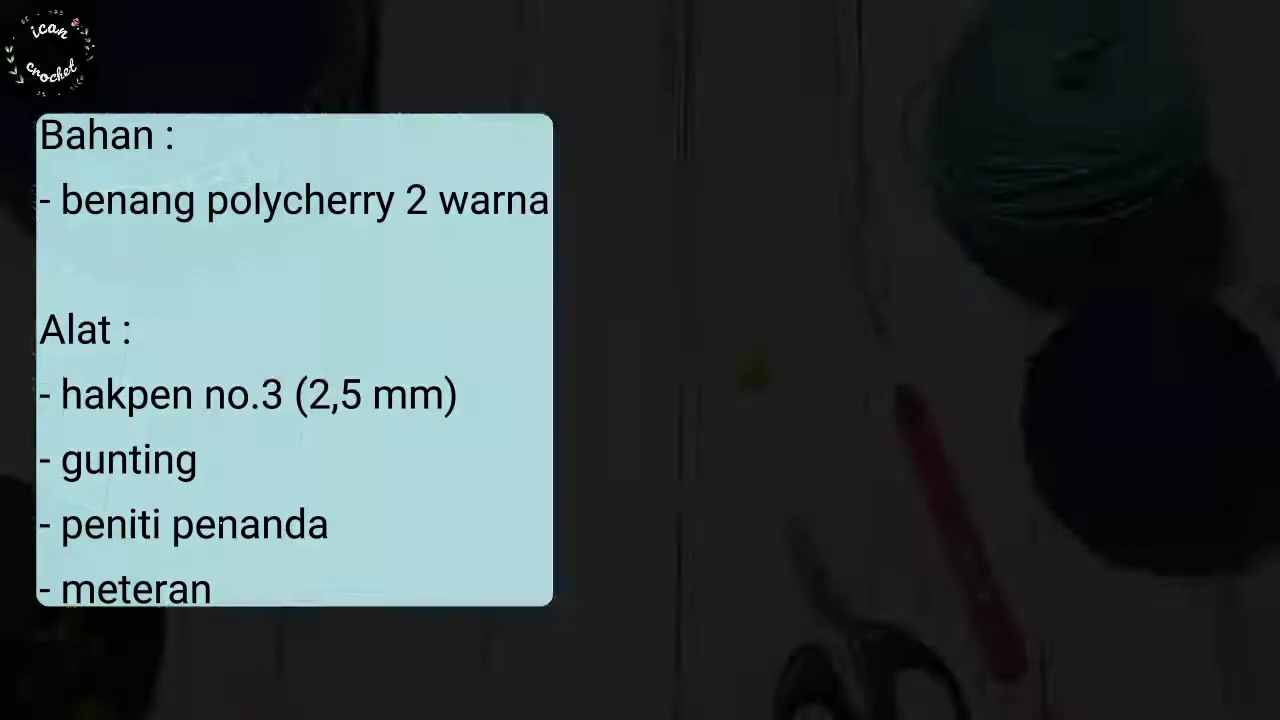 ican
crochet
Bahan :
- benang polycherry 2 warna
Alat :
- hakpen no.3 (2,5 mm)
- gunting
- peniti penanda
- meteran